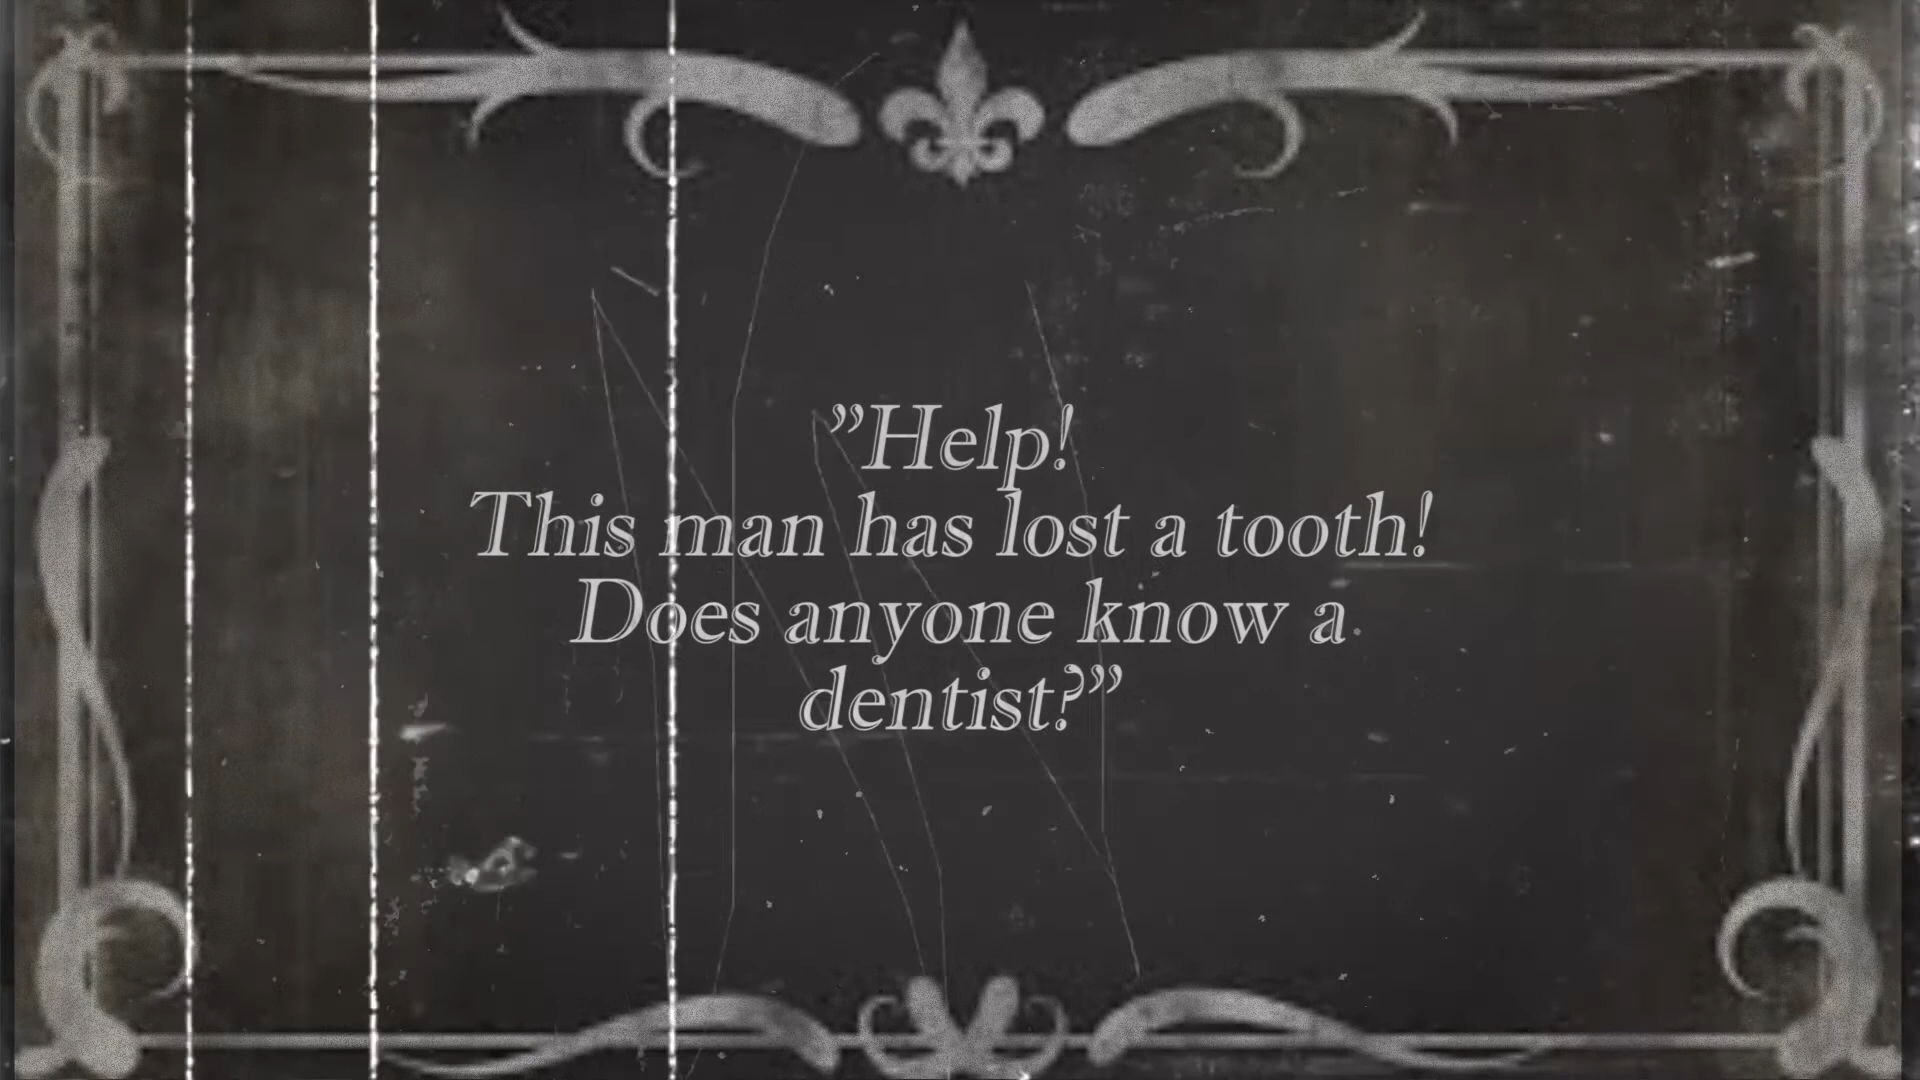 ”Help!
This man has lost a tooth!
Does anyone know a
dentist?”